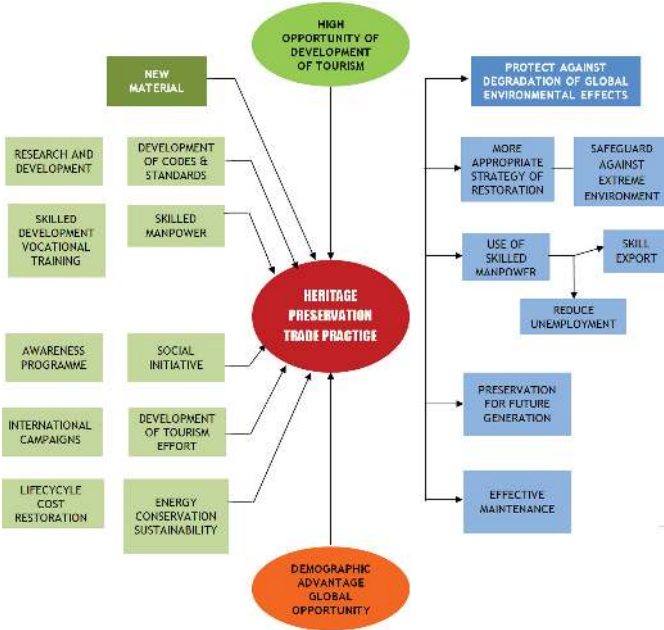 HIGH
OPPORTUNITY OF
DEVELOPMENT
OF TOURISM
NEW
MATERIAL
PROTECT AGAINST
DEGRADATION OF GLOBAL
ENVIRONMENTAL EFFECTS
RESEARCH AND
DEVELOPMENT
DEVELOPMENT
OF CODES &
STANDARDS
MORE
APPROPRIATE
STRATEGY OF
RESTORATION
SAFEGUARD
AGAINST
EXTREME
ENVIRONMENT
SKILLED
DEVELOPMENT
VOCATIONAL
TRAINING
SKILLED
MANPOWER
USE OF
SKILLED
MANPOWER
SKILL
EXPORT
REDUCE
UNEMPLOYMENT
HERITAGE
PRESERVATION
TRADE PRACTICE
AWARENESS
PROGRAMME
SOCIAL
INITIATIVE
PRESERVATION
FOR FUTURE
GENERATION
INTERNATIONAL
CAMPAIGNS
DEVELOPMENT
OF TOURISM
EFFORT
LIFECYCYLE
COST
RESTORATION
ENERGY
CONSERVATION
SUSTAINABILITY
EFFECTIVE
MAINTENANCE
DEMOGRAPHIC
ADVANTAGE
GLOBAL
OPPORTUNITY